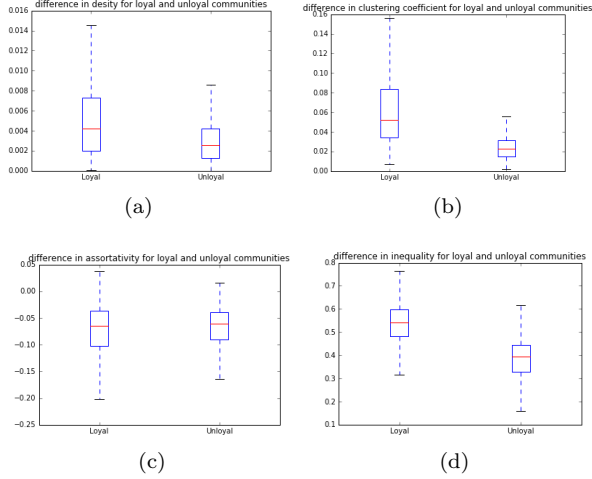 difference in desity for loyal and unloyal communities
0.016
0.014
0.012
0.010
0.008
0.006
0.004
0.002
0.000
Loyal Unloyal
(a)
difference in clustering coefficient for loyal and unloyal communities
0.16
0.14
0.12
0.10
0.08
0.06
0.04
0.02
0.00
Loyal Unloyal
(b)
difference in assortativity for loyal and unloyal communities
0.05
0.00
−0.05
−0.10
−0.15
−0.20
−0.25
Loyal Unloyal
(c)
difference in inequality for loyal and unloyal communities
0.8
0.7
0.6
0.5
0.4
0.3
0.2
0.1
Loyal Unloyal
(d)